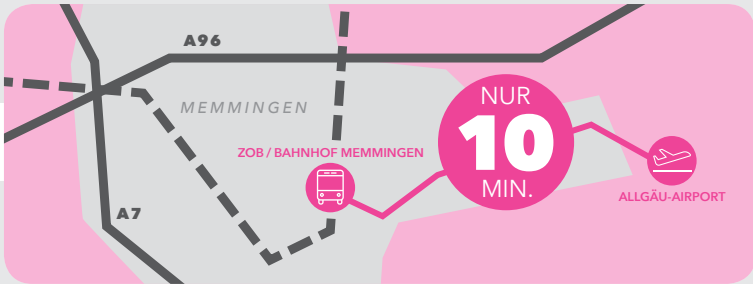 A96
MEMMINGEN
NUR
10
MIN.
ZOB / BAHNHOF MEMMINGEN
ALLGÄU-AIRPORT
A7